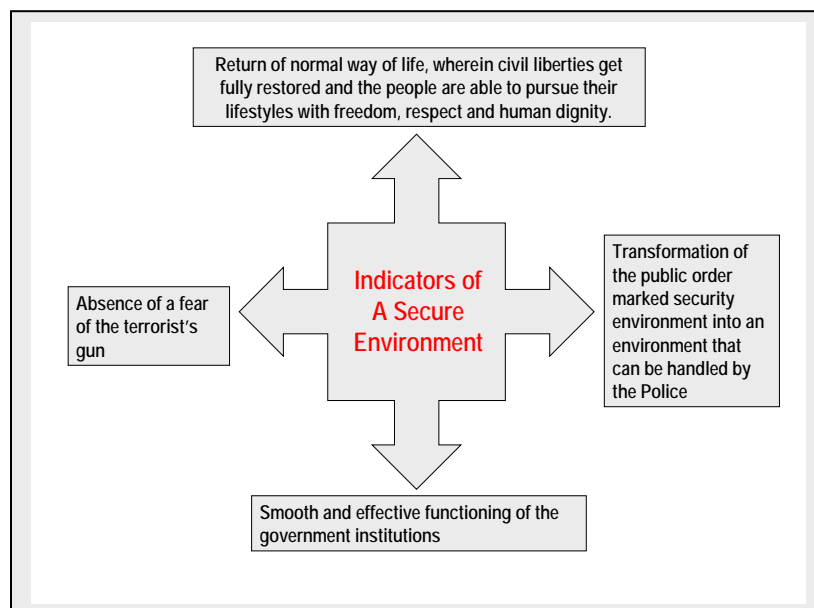 Return of normal way of life, wherein civil liberties get
fully restored and the people are able to pursue their
lifestyles with freedom, respect and human dignity.
Absence of a fear
of the terrorist's
gun
Indicators of
A Secure
Environment
Transformation of
the public order
marked security
environment into an
environment that
can be handled by
the Police
Smooth and effective functioning of the
government institutions